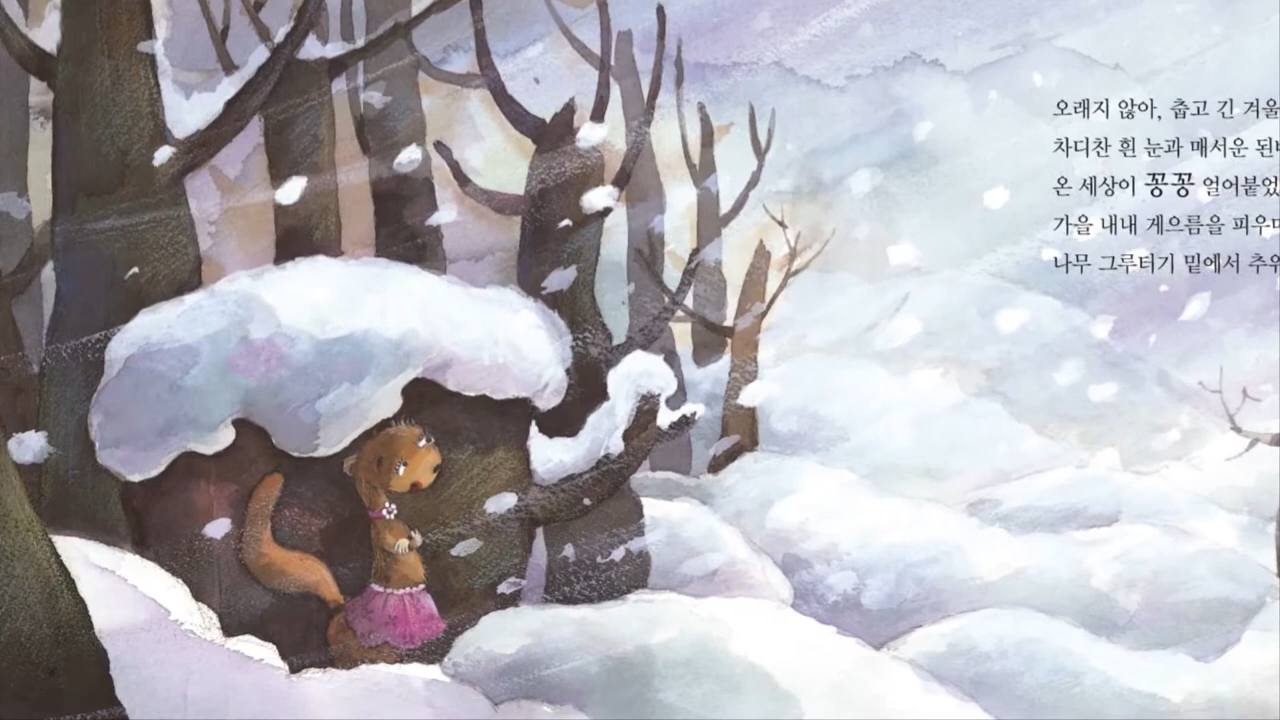 오래지 않아, 춥고 긴 겨울
차디찬 흰 눈과 매서운
온 세상이 꽁꽁 얼어붙었
가을 내내 게으름을 피우
나무 그루터기 밑에서 추위